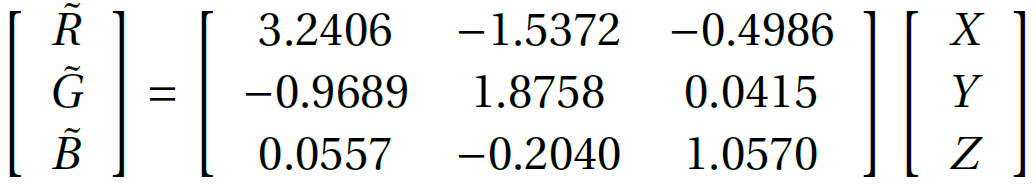 [ R̃ ] = [ 3.2406 −1.5372 −0.4986 ] [ X ]
[ G̃ ] = [ −0.9689 1.8758 0.0415 ] [ Y ]
[ B̃ ] = [ 0.0557 −0.2040 1.0570 ] [ Z ]